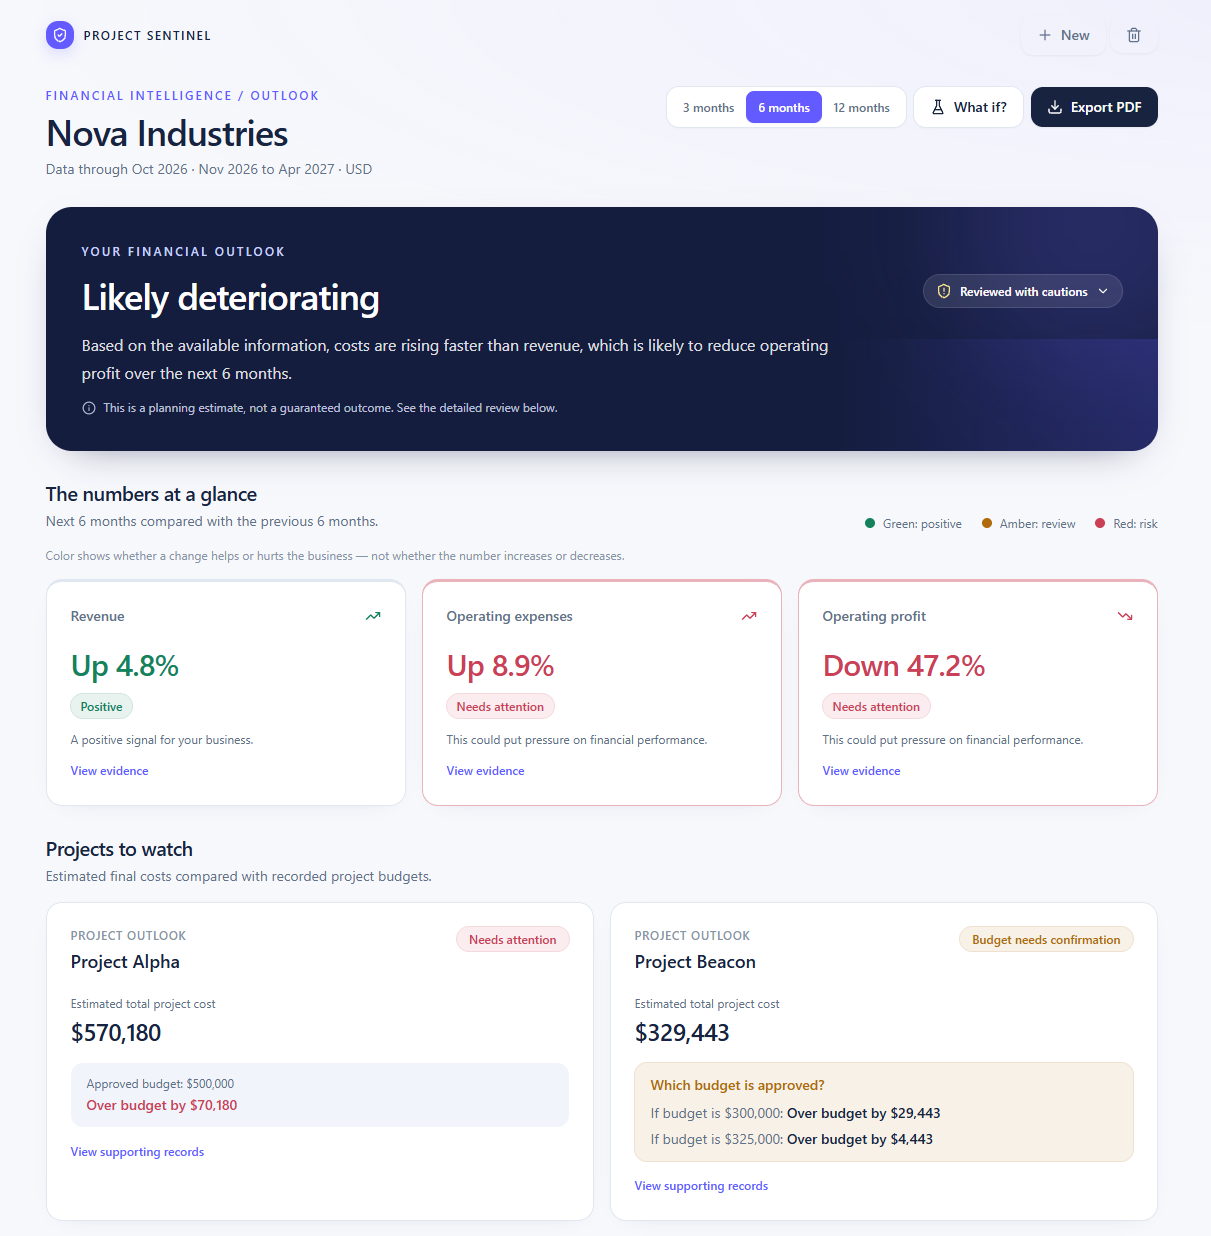 PROJECT SENTINEL
New
FINANCIAL INTELLIGENCE / OUTLOOK
Nova Industries
Data through Oct 2026 · Nov 2026 to Apr 2027 · USD
3 months
6 months
12 months
What if?
Export PDF
YOUR FINANCIAL OUTLOOK
Likely deteriorating
Based on the available information, costs are rising faster than revenue, which is likely to reduce operating
profit over the next 6 months.
This is a planning estimate, not a guaranteed outcome. See the detailed review below.
Reviewed with cautions
The numbers at a glance
Next 6 months compared with the previous 6 months.
Green: positive
Amber: review
Red: risk
Color shows whether a change helps or hurts the business — not whether the number increases or decreases.
Revenue
Up 4.8%
Positive
A positive signal for your business.
View evidence
Operating expenses
Up 8.9%
Needs attention
This could put pressure on financial performance.
View evidence
Operating profit
Down 47.2%
Needs attention
This could put pressure on financial performance.
View evidence
Projects to watch
Estimated final costs compared with recorded project budgets.
PROJECT OUTLOOK
Needs attention
Project Alpha
Estimated total project cost
$570,180
Approved budget: $500,000
Over budget by $70,180
View supporting records
PROJECT OUTLOOK
Budget needs confirmation
Project Beacon
Estimated total project cost
$329,443
Which budget is approved?
If budget is $300,000: Over budget by $29,443
If budget is $325,000: Over budget by $4,443
View supporting records